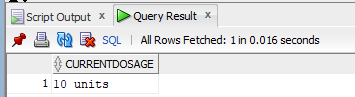 Script Output x Query Result x
SQL | All Rows Fetched: 1 in 0.016 seconds
CURRENTDOSAGE
1 10 units